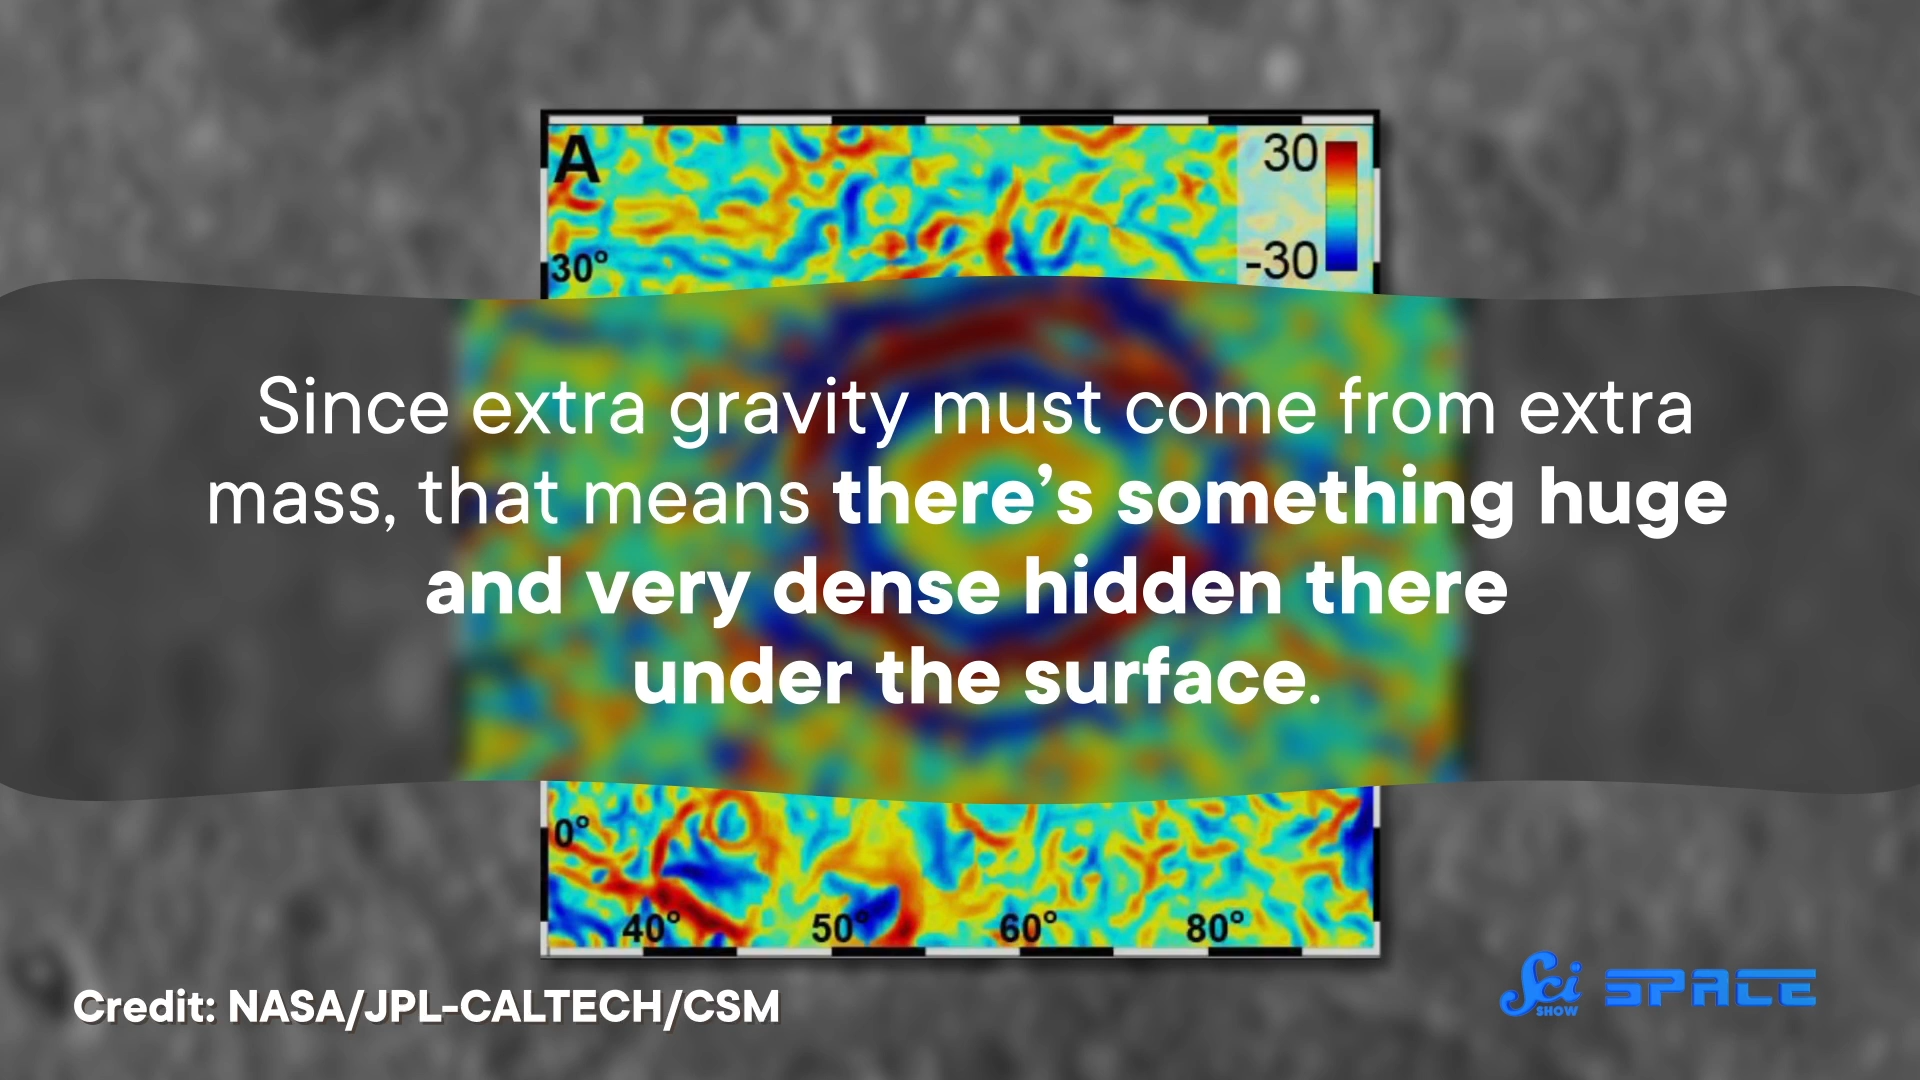 A
30
-30
30°
Since extra gravity must come from extra
mass, that means there’s something huge
and very dense hidden there
under the surface.
0°
40° 50° 60° 80°
Credit: NASA/JPL-CALTECH/CSM
Sci SHOW SPACE